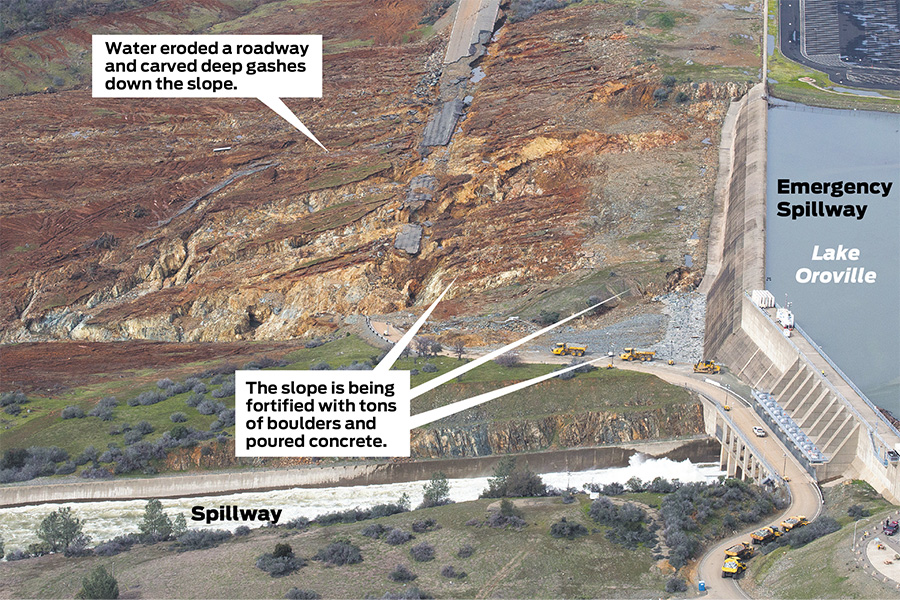 Water eroded a roadway
and carved deep gashes
down the slope.
Emergency
Spillway
Lake
Oroville
The slope is being
fortified with tons
of boulders and
poured concrete.
Spillway